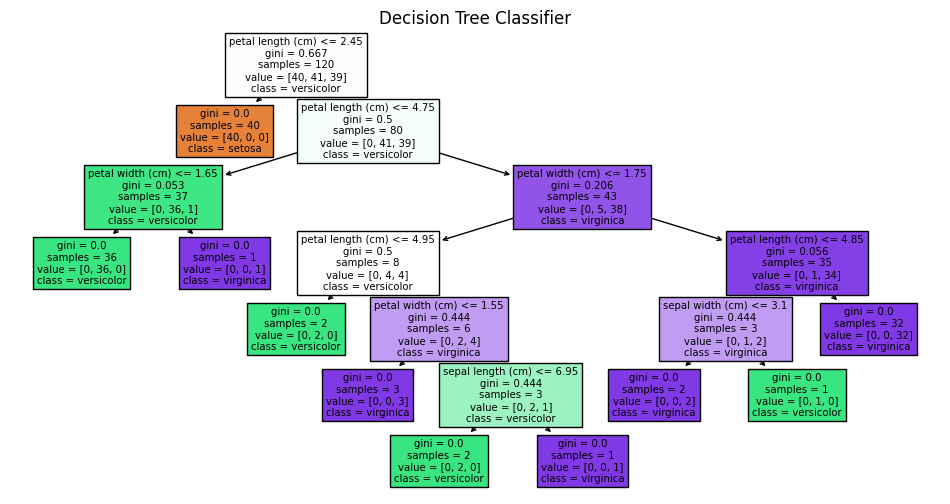 Decision Tree Classifier
petal length (cm) <= 2.45
gini = 0.667
samples = 120
value = [40, 41, 39]
class = versicolor
gini = 0.0
samples = 40
value = [40, 0, 0]
class = setosa
petal length (cm) <= 4.75
gini = 0.5
samples = 80
value = [0, 41, 39]
class = versicolor
petal width (cm) <= 1.65
gini = 0.053
samples = 37
value = [0, 36, 1]
class = versicolor
petal width (cm) <= 1.75
gini = 0.206
samples = 43
value = [0, 5, 38]
class = virginica
gini = 0.0
samples = 36
value = [0, 36, 0]
class = versicolor
gini = 0.0
samples = 1
value = [0, 0, 1]
class = virginica
petal length (cm) <= 4.95
gini = 0.5
samples = 8
value = [0, 4, 4]
class = versicolor
petal length (cm) <= 4.85
gini = 0.056
samples = 35
value = [0, 1, 34]
class = virginica
gini = 0.0
samples = 2
value = [0, 2, 0]
class = versicolor
petal width (cm) <= 1.55
gini = 0.444
samples = 6
value = [0, 2, 4]
class = virginica
sepal width (cm) <= 3.1
gini = 0.444
samples = 3
value = [0, 1, 2]
class = virginica
gini = 0.0
samples = 32
value = [0, 0, 32]
class = virginica
gini = 0.0
samples = 3
value = [0, 0, 3]
class = virginica
sepal length (cm) <= 6.95
gini = 0.444
samples = 3
value = [0, 2, 1]
class = versicolor
gini = 0.0
samples = 2
value = [0, 0, 2]
class = virginica
gini = 0.0
samples = 1
value = [0, 1, 0]
class = versicolor
gini = 0.0
samples = 2
value = [0, 2, 0]
class = versicolor
gini = 0.0
samples = 1
value = [0, 0, 1]
class = virginica